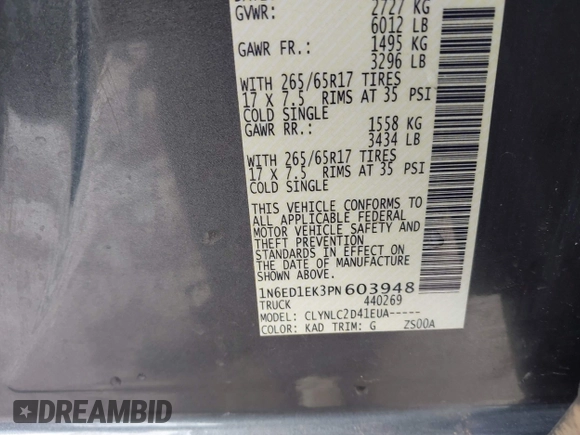 GVWR: 2727 KG
6012 LB
GAWR FR.: 1495 KG
3296 LB
WITH 265/65R17 TIRES
17 X 7.5 RIMS AT 35 PSI
COLD SINGLE
GAWR RR.: 1558 KG
3434 LB
WITH 265/65R17 TIRES
17 X 7.5 RIMS AT 35 PSI
COLD SINGLE
THIS VEHICLE CONFORMS TO
ALL APPLICABLE FEDERAL
MOTOR VEHICLE SAFETY AND
THEFT PREVENTION
STANDARDS IN EFFECT ON
THE DATE OF MANUFACTURE
SHOWN ABOVE.
1N6ED1EK3PN603948
TRUCK 440269
MODEL: CLYNLC2D41EUA-----
COLOR: KAD TRIM: G ZS00A
DREAMBID